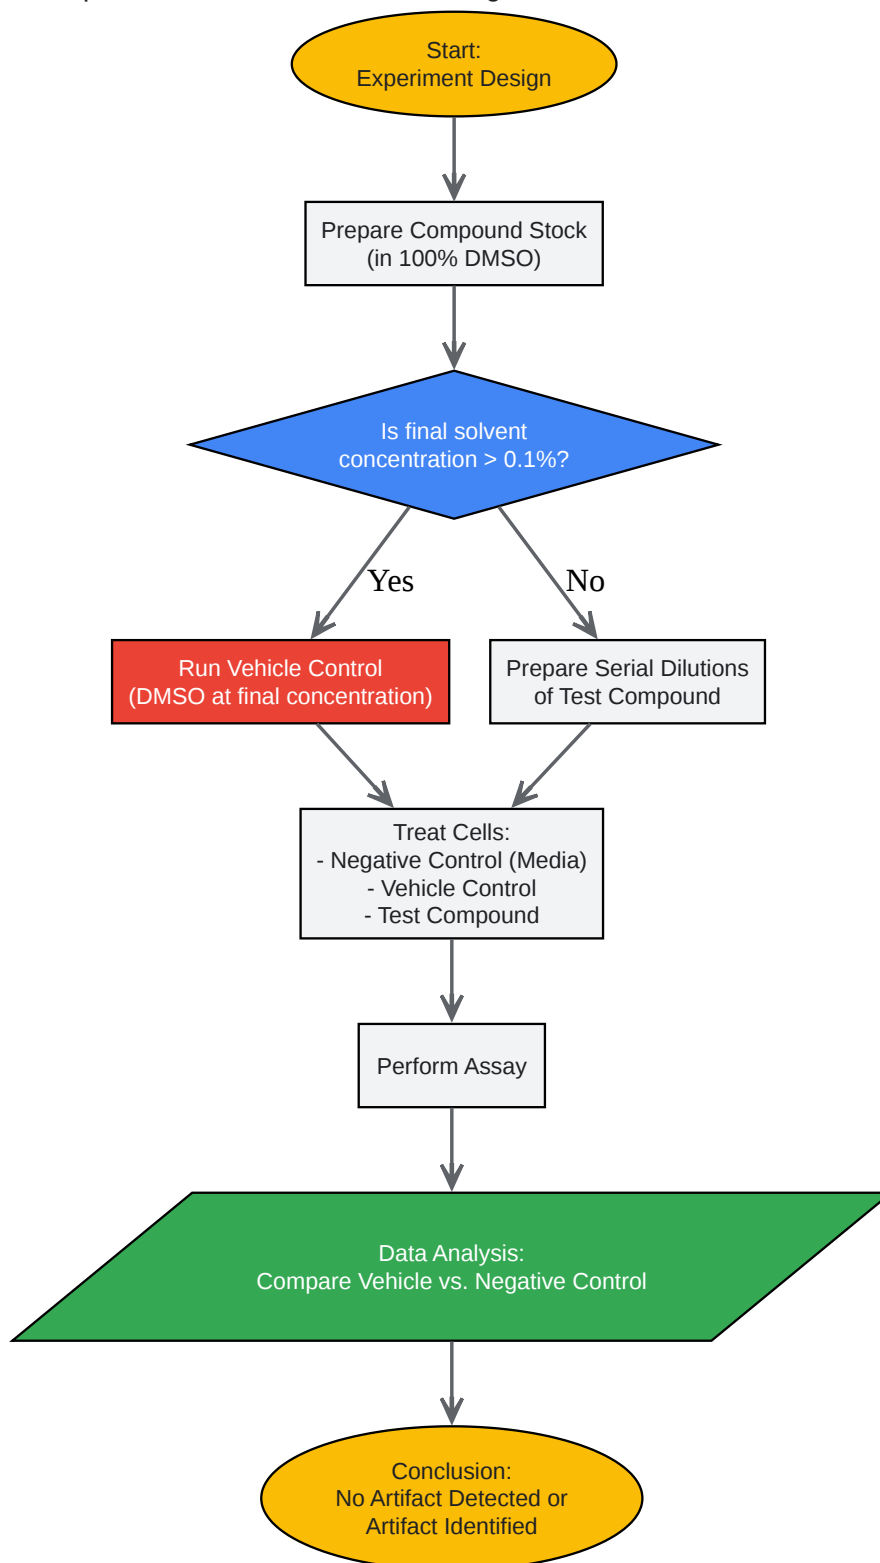 Start:
Experiment Design
Prepare Compound Stock
(in 100% DMSO)
Is final solvent
concentration > 0.1%?
Yes
No
Run Vehicle Control
(DMSO at final concentration)
Prepare Serial Dilutions
of Test Compound
Treat Cells:
- Negative Control (Media)
- Vehicle Control
- Test Compound
Perform Assay
Data Analysis:
Compare Vehicle vs. Negative Control
Conclusion:
No Artifact Detected or
Artifact Identified